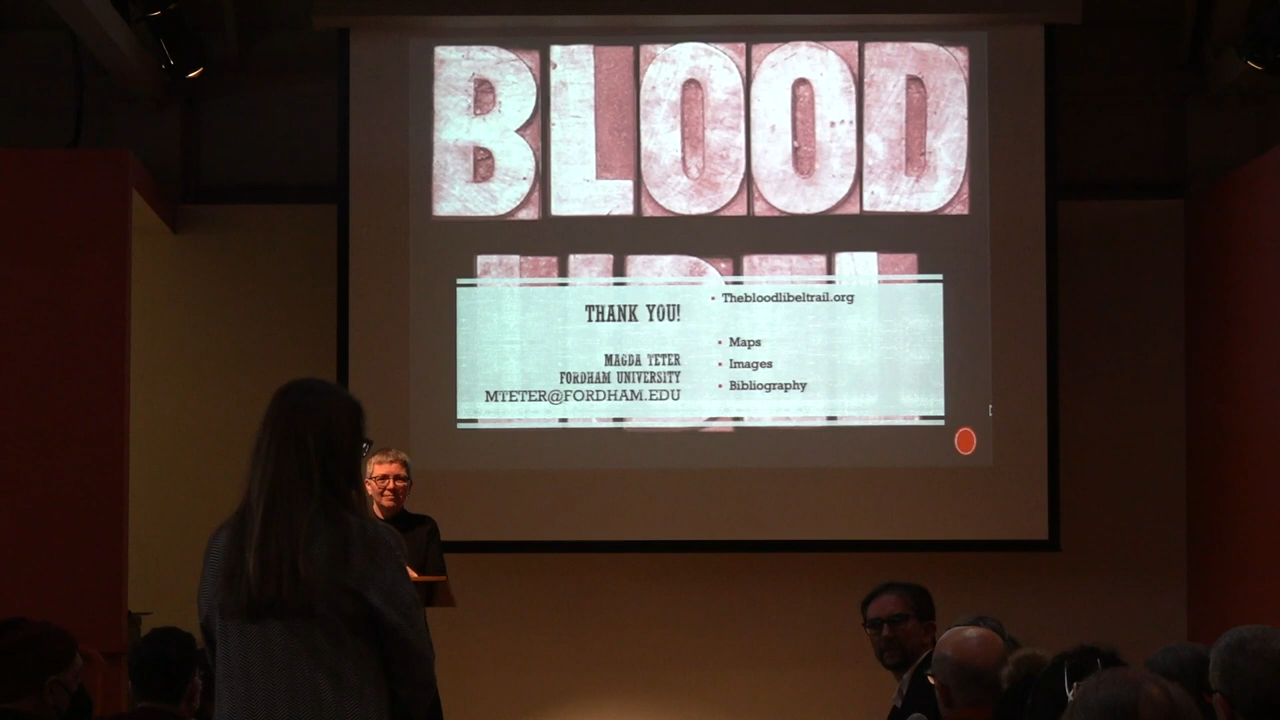 BLOOD
THANK YOU!
MAGDA TETER
FORDHAM UNIVERSITY
MTETER@FORDHAM.EDU
Thebloodlibeltrail.org
Maps
Images
Bibliography